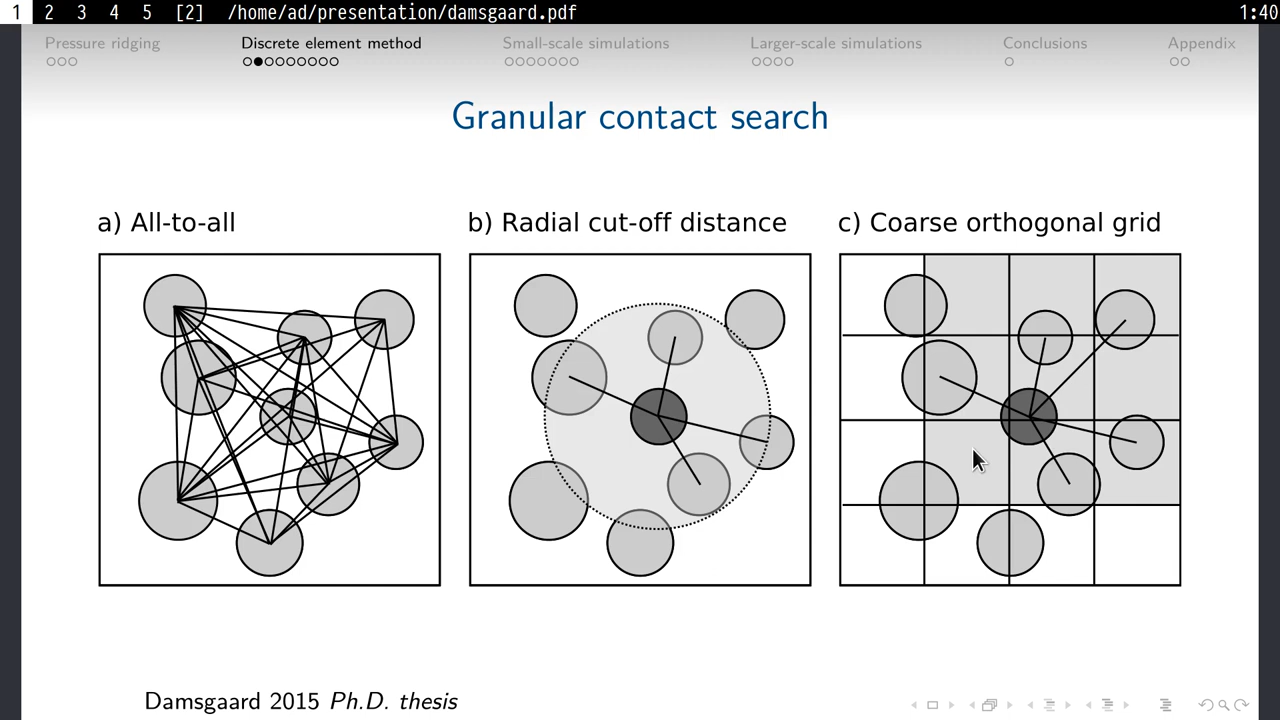 1 2 3 4 5 [2] /home/ad/presentation/damsgaard.pdf 1:40
Pressure ridging Discrete element method Small-scale simulations Larger-scale simulations Conclusions Appendix
Granular contact search
a) All-to-all b) Radial cut-off distance c) Coarse orthogonal grid
Damsgaard 2015 Ph.D. thesis